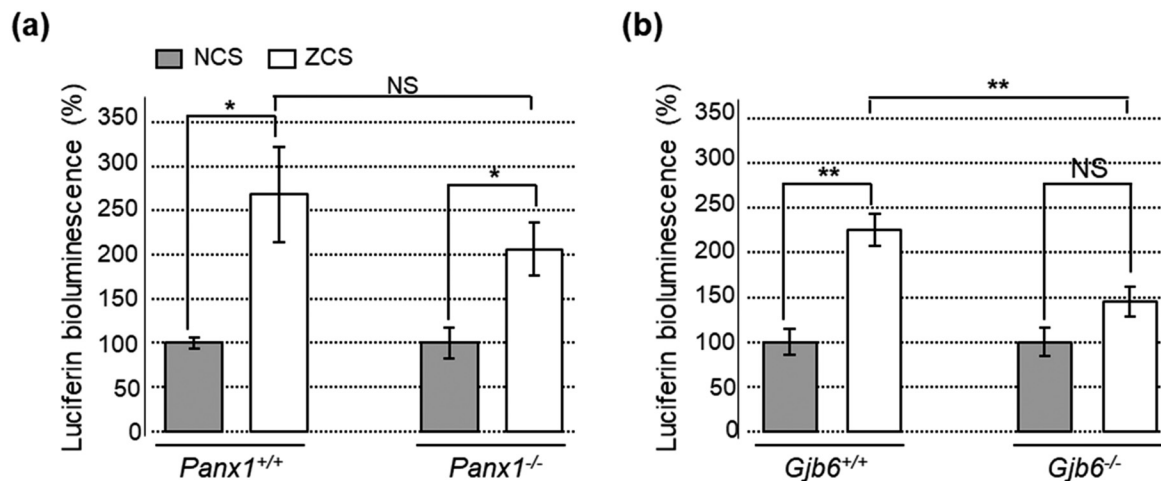 (a)
NCS ZCS
Luciferin bioluminescence (%)
350
300
250
200
150
100
50
0
*
NS
*
Panx1+/+ Panx1-/-
(b)
Luciferin bioluminescence (%)
350
300
250
200
150
100
50
0
**
**
NS
Gjb6+/+ Gjb6-/-